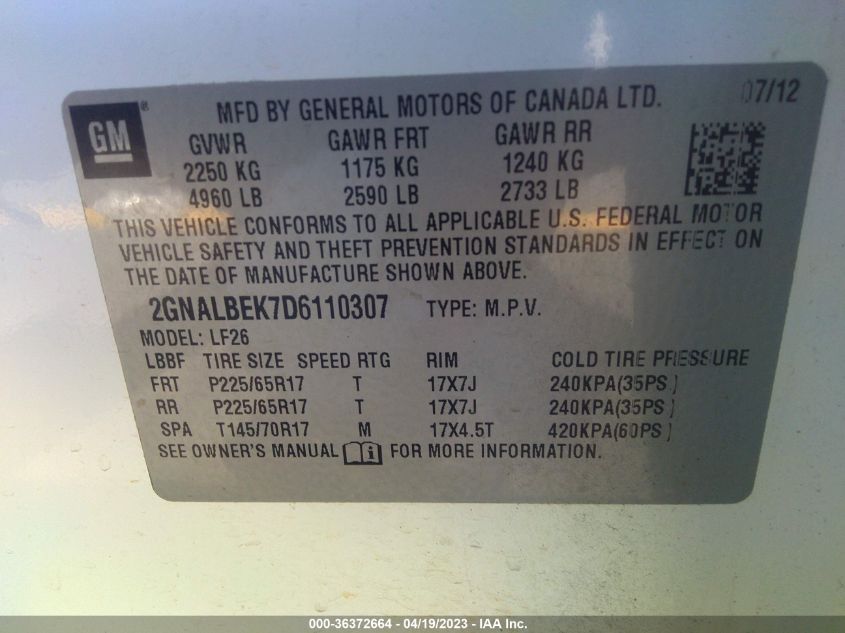 GM ® MFD BY GENERAL MOTORS OF CANADA LTD. 07/12
GVWR GAWR FRT GAWR RR
2250 KG 1175 KG 1240 KG
4960 LB 2590 LB 2733 LB
THIS VEHICLE CONFORMS TO ALL APPLICABLE U.S. FEDERAL MOTOR
VEHICLE SAFETY AND THEFT PREVENTION STANDARDS IN EFFECT ON
THE DATE OF MANUFACTURE SHOWN ABOVE.
2GNALBEK7D6110307 TYPE: M.P.V.
MODEL: LF26
LBBF TIRE SIZE SPEED RTG RIM COLD TIRE PRESSURE
FRT P225/65R17 T 17X7J 240KPA(35PS )
RR P225/65R17 T 17X7J 240KPA(35PS )
SPA T145/70R17 M 17X4.5T 420KPA(60PS )
SEE OWNER'S MANUAL i FOR MORE INFORMATION.
000-36372664 - 04/19/2023 - IAA Inc.